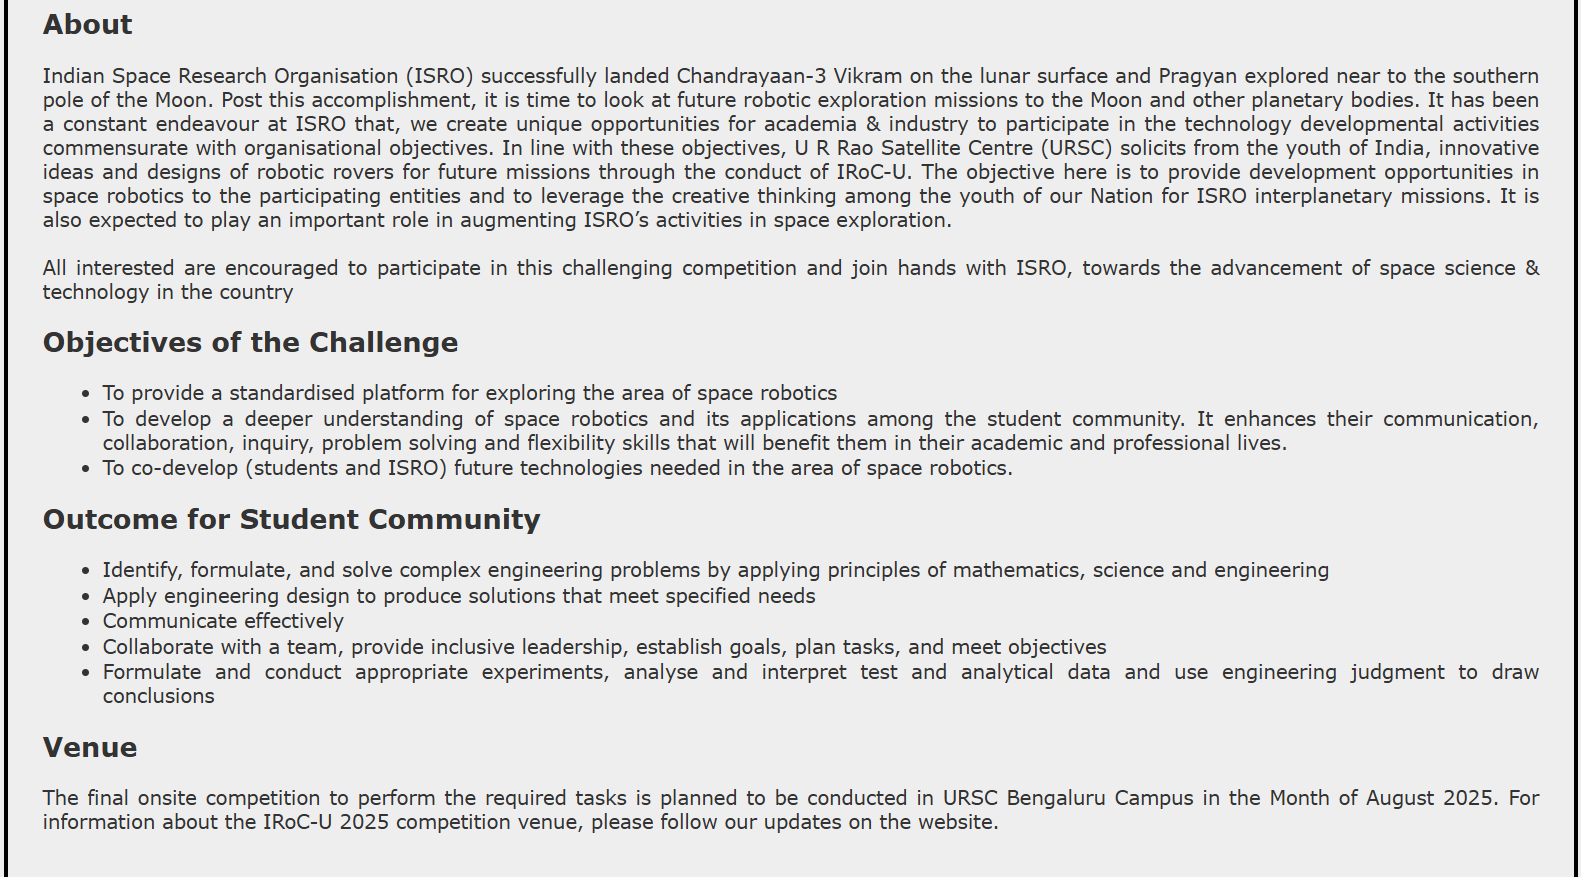 About
Indian Space Research Organisation (ISRO) successfully landed Chandrayaan-3 Vikram on the lunar surface and Pragyan explored near to the southern
pole of the Moon. Post this accomplishment, it is time to look at future robotic exploration missions to the Moon and other planetary bodies. It has been
a constant endeavour at ISRO that, we create unique opportunities for academia & industry to participate in the technology developmental activities
commensurate with organisational objectives. In line with these objectives, U R Rao Satellite Centre (URSC) solicits from the youth of India, innovative
ideas and designs of robotic rovers for future missions through the conduct of IRoC-U. The objective here is to provide development opportunities in
space robotics to the participating entities and to leverage the creative thinking among the youth of our Nation for ISRO interplanetary missions. It is
also expected to play an important role in augmenting ISRO’s activities in space exploration.
All interested are encouraged to participate in this challenging competition and join hands with ISRO, towards the advancement of space science &
technology in the country
Objectives of the Challenge
• To provide a standardised platform for exploring the area of space robotics
• To develop a deeper understanding of space robotics and its applications among the student community. It enhances their communication,
collaboration, inquiry, problem solving and flexibility skills that will benefit them in their academic and professional lives.
• To co-develop (students and ISRO) future technologies needed in the area of space robotics.
Outcome for Student Community
• Identify, formulate, and solve complex engineering problems by applying principles of mathematics, science and engineering
• Apply engineering design to produce solutions that meet specified needs
• Communicate effectively
• Collaborate with a team, provide inclusive leadership, establish goals, plan tasks, and meet objectives
• Formulate and conduct appropriate experiments, analyse and interpret test and analytical data and use engineering judgment to draw
conclusions
Venue
The final onsite competition to perform the required tasks is planned to be conducted in URSC Bengaluru Campus in the Month of August 2025. For
information about the IRoC-U 2025 competition venue, please follow our updates on the website.